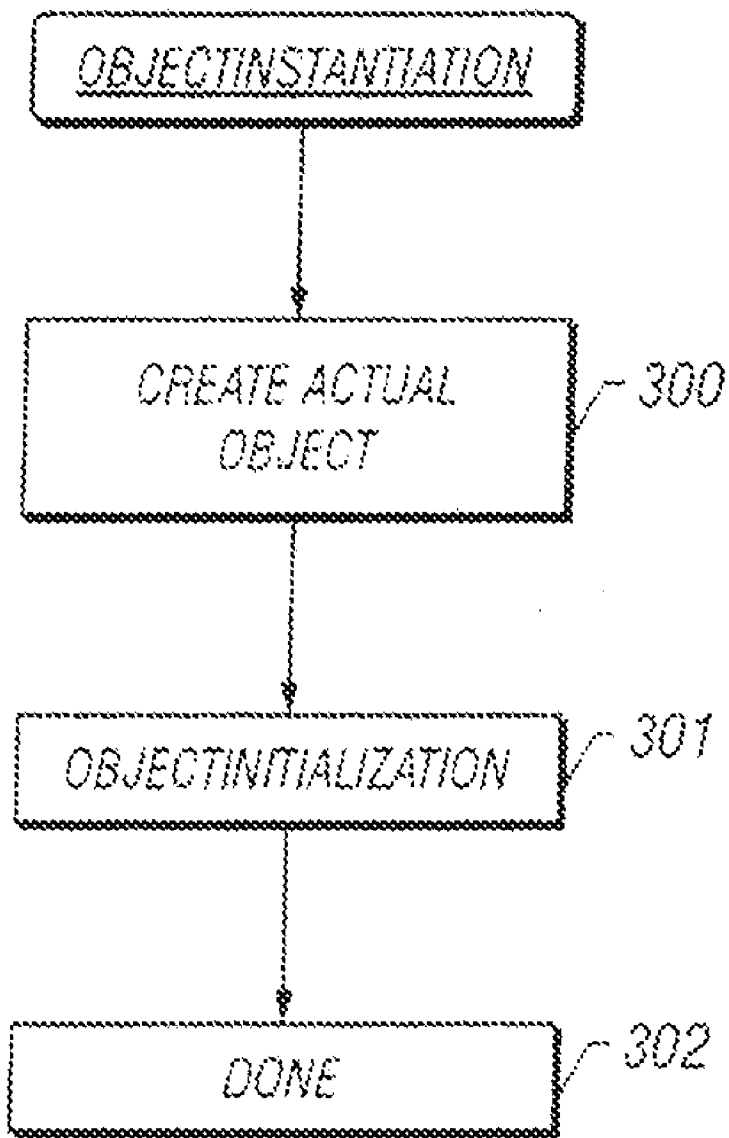 OBJECTINSTANTIATION
CREATE ACTUAL
OBJECT
300
OBJECTINITIALIZATION
301
DONE
302